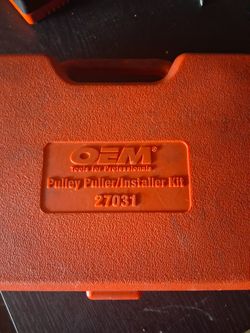 OEM®
Tools for Professionals
Pulley Puller/Installer Kit
27031